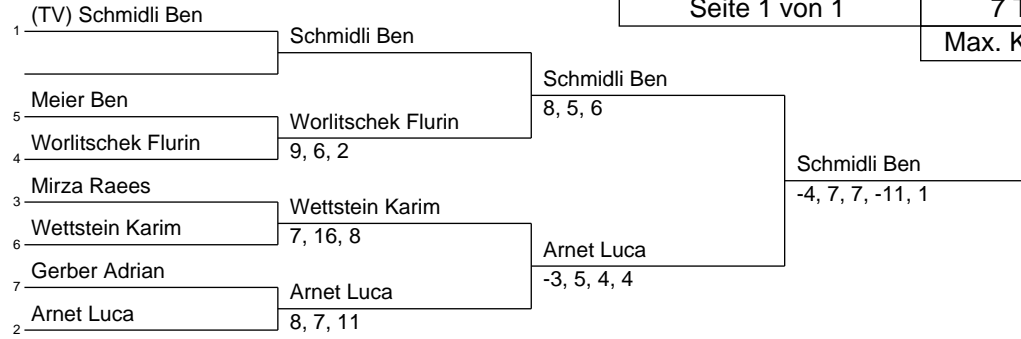 Seite 1 von 1
7
Max.
1 (TV) Schmidli Ben
Schmidli Ben
Schmidli Ben
8, 5, 6
5 Meier Ben
Worlitschek Flurin
9, 6, 2
4 Worlitschek Flurin
Schmidli Ben
-4, 7, 7, -11, 1
3 Mirza Raees
Wettstein Karim
7, 16, 8
6 Wettstein Karim
Arnet Luca
-3, 5, 4, 4
7 Gerber Adrian
Arnet Luca
8, 7, 11
2 Arnet Luca